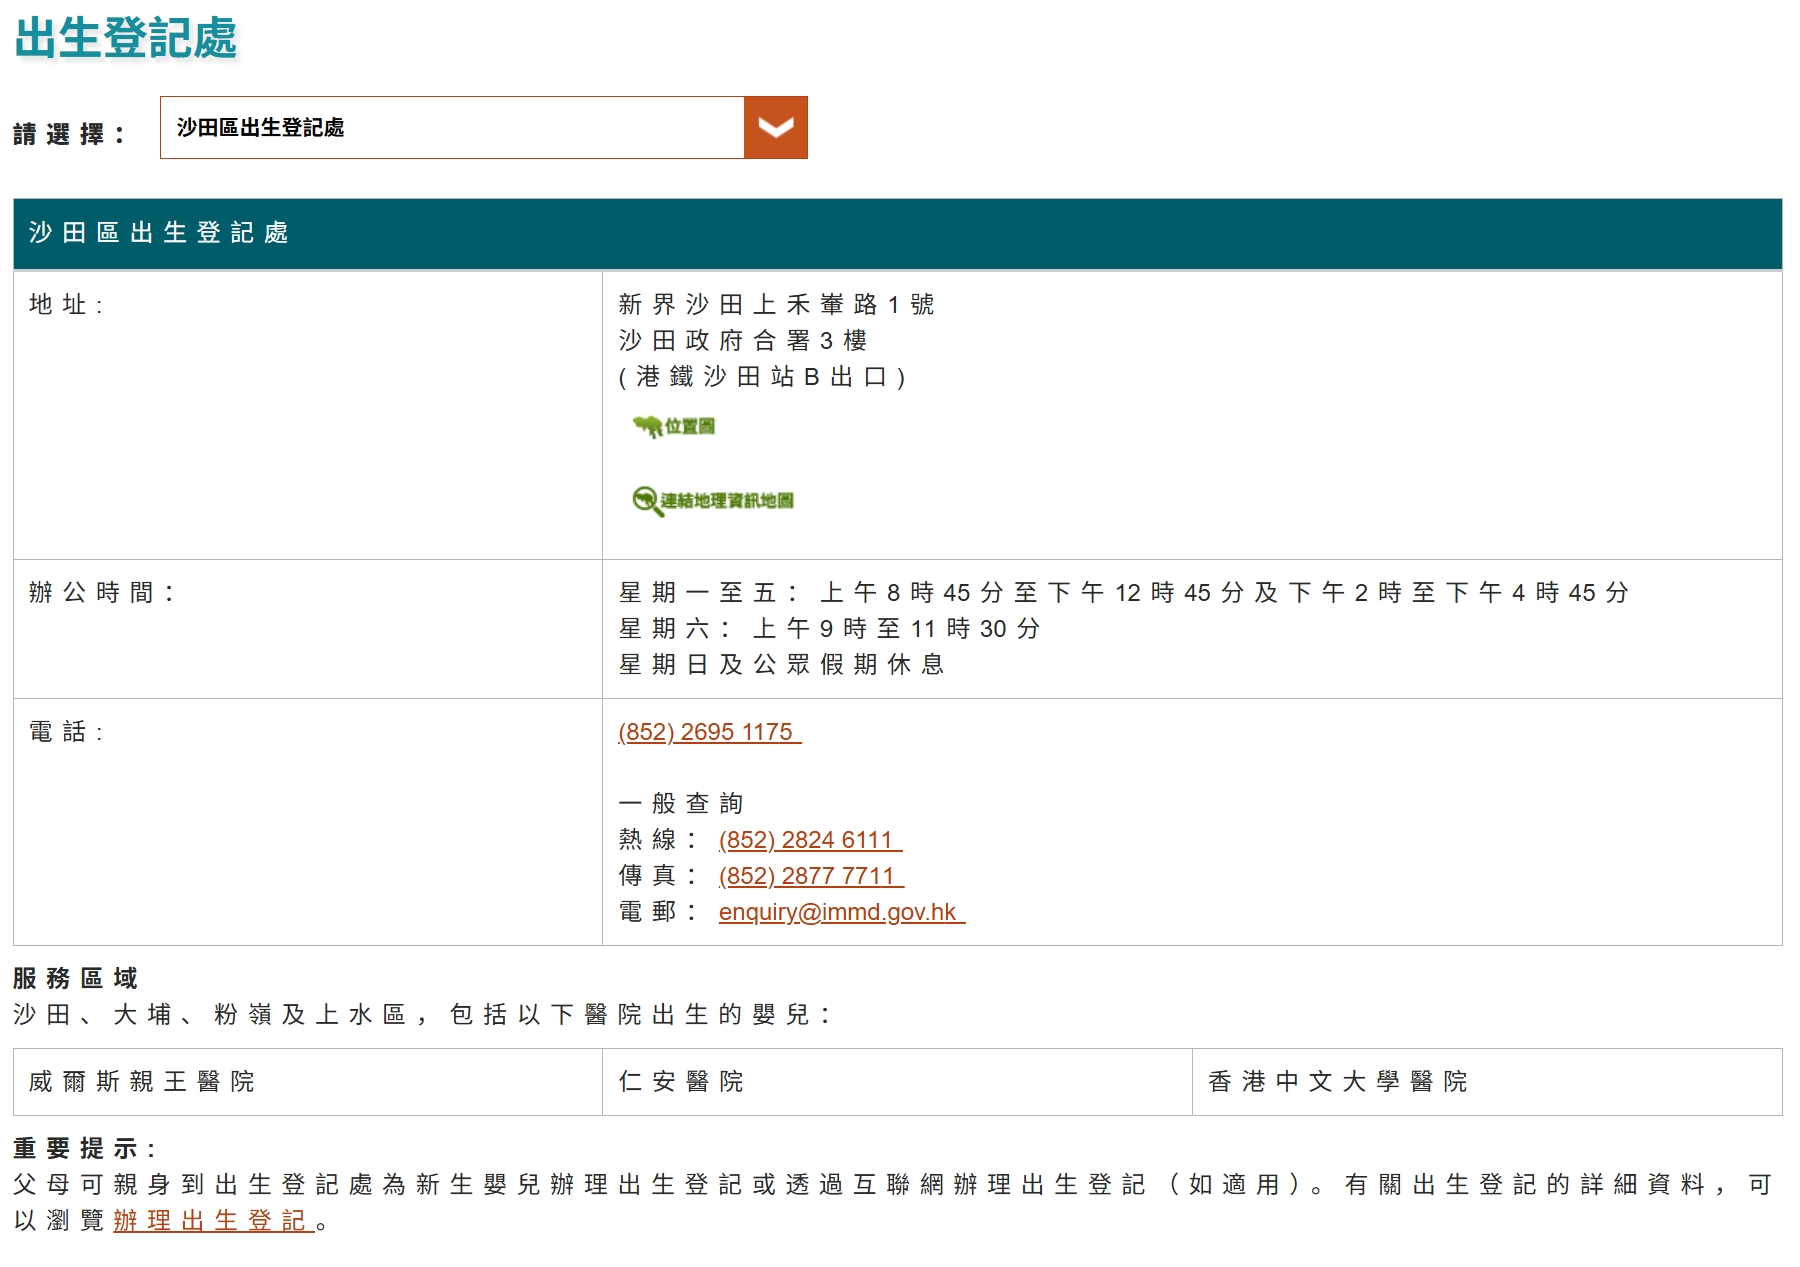 出生登記處
請選擇：
沙田區出生登記處
沙田區出生登記處
地址:
新界沙田上禾輋路1號
沙田政府合署3樓
(港鐵沙田站B出口)
位置圖
連結地理資訊地圖
辦公時間：
星期一至五：上午8時45分至下午12時45分及下午2時至下午4時45分
星期六：上午9時至11時30分
星期日及公眾假期休息
電話:
(852) 2695 1175
一般查詢
熱線：(852) 2824 6111
傳真：(852) 2877 7711
電郵：enquiry@immd.gov.hk
服務區域
沙田、大埔、粉嶺及上水區，包括以下醫院出生的嬰兒：
威爾斯親王醫院
仁安醫院
香港中文大學醫院
重要提示:
父母可親身到出生登記處為新生嬰兒辦理出生登記或透過互聯網辦理出生登記（如適用）。有關出生登記的詳細資料，可
以瀏覽辦理出生登記。